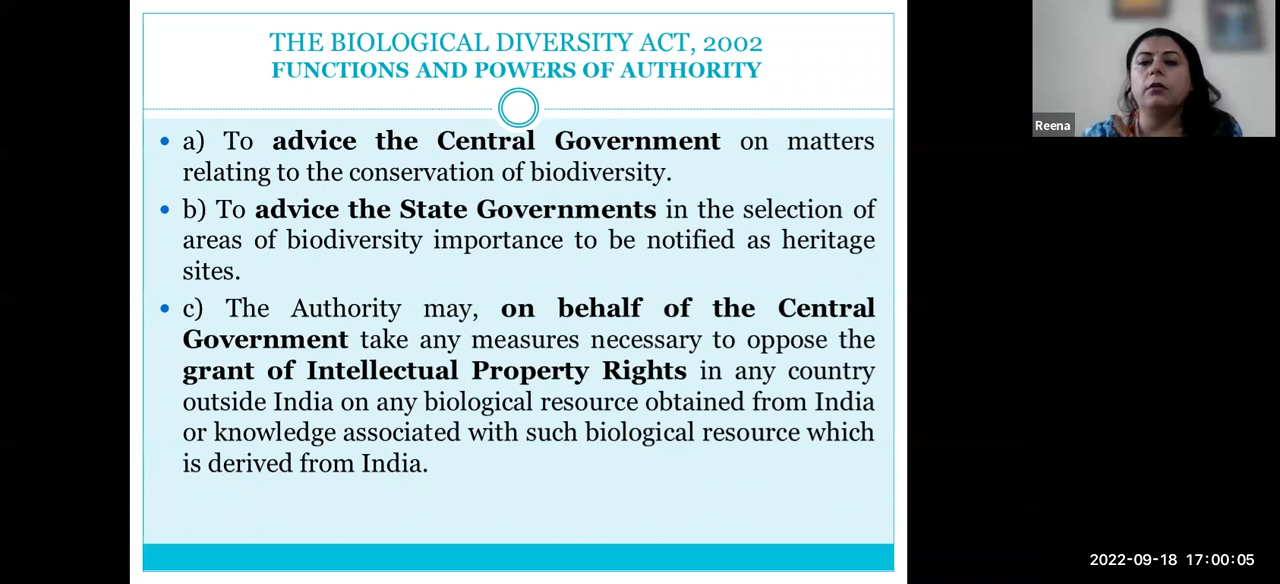 THE BIOLOGICAL DIVERSITY ACT, 2002
FUNCTIONS AND POWERS OF AUTHORITY
• a) To advice the Central Government on matters
relating to the conservation of biodiversity.
• b) To advice the State Governments in the selection of
areas of biodiversity importance to be notified as heritage
sites.
• c) The Authority may, on behalf of the Central
Government take any measures necessary to oppose the
grant of Intellectual Property Rights in any country
outside India on any biological resource obtained from India
or knowledge associated with such biological resource which
is derived from India.
Reena
2022-09-18 17:00:05